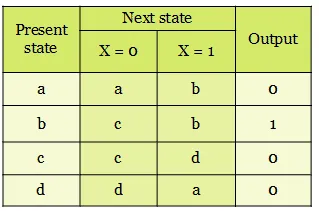 Present state Next state Output
X = 0 X = 1
a a b 0
b c b 1
c c d 0
d d a 0